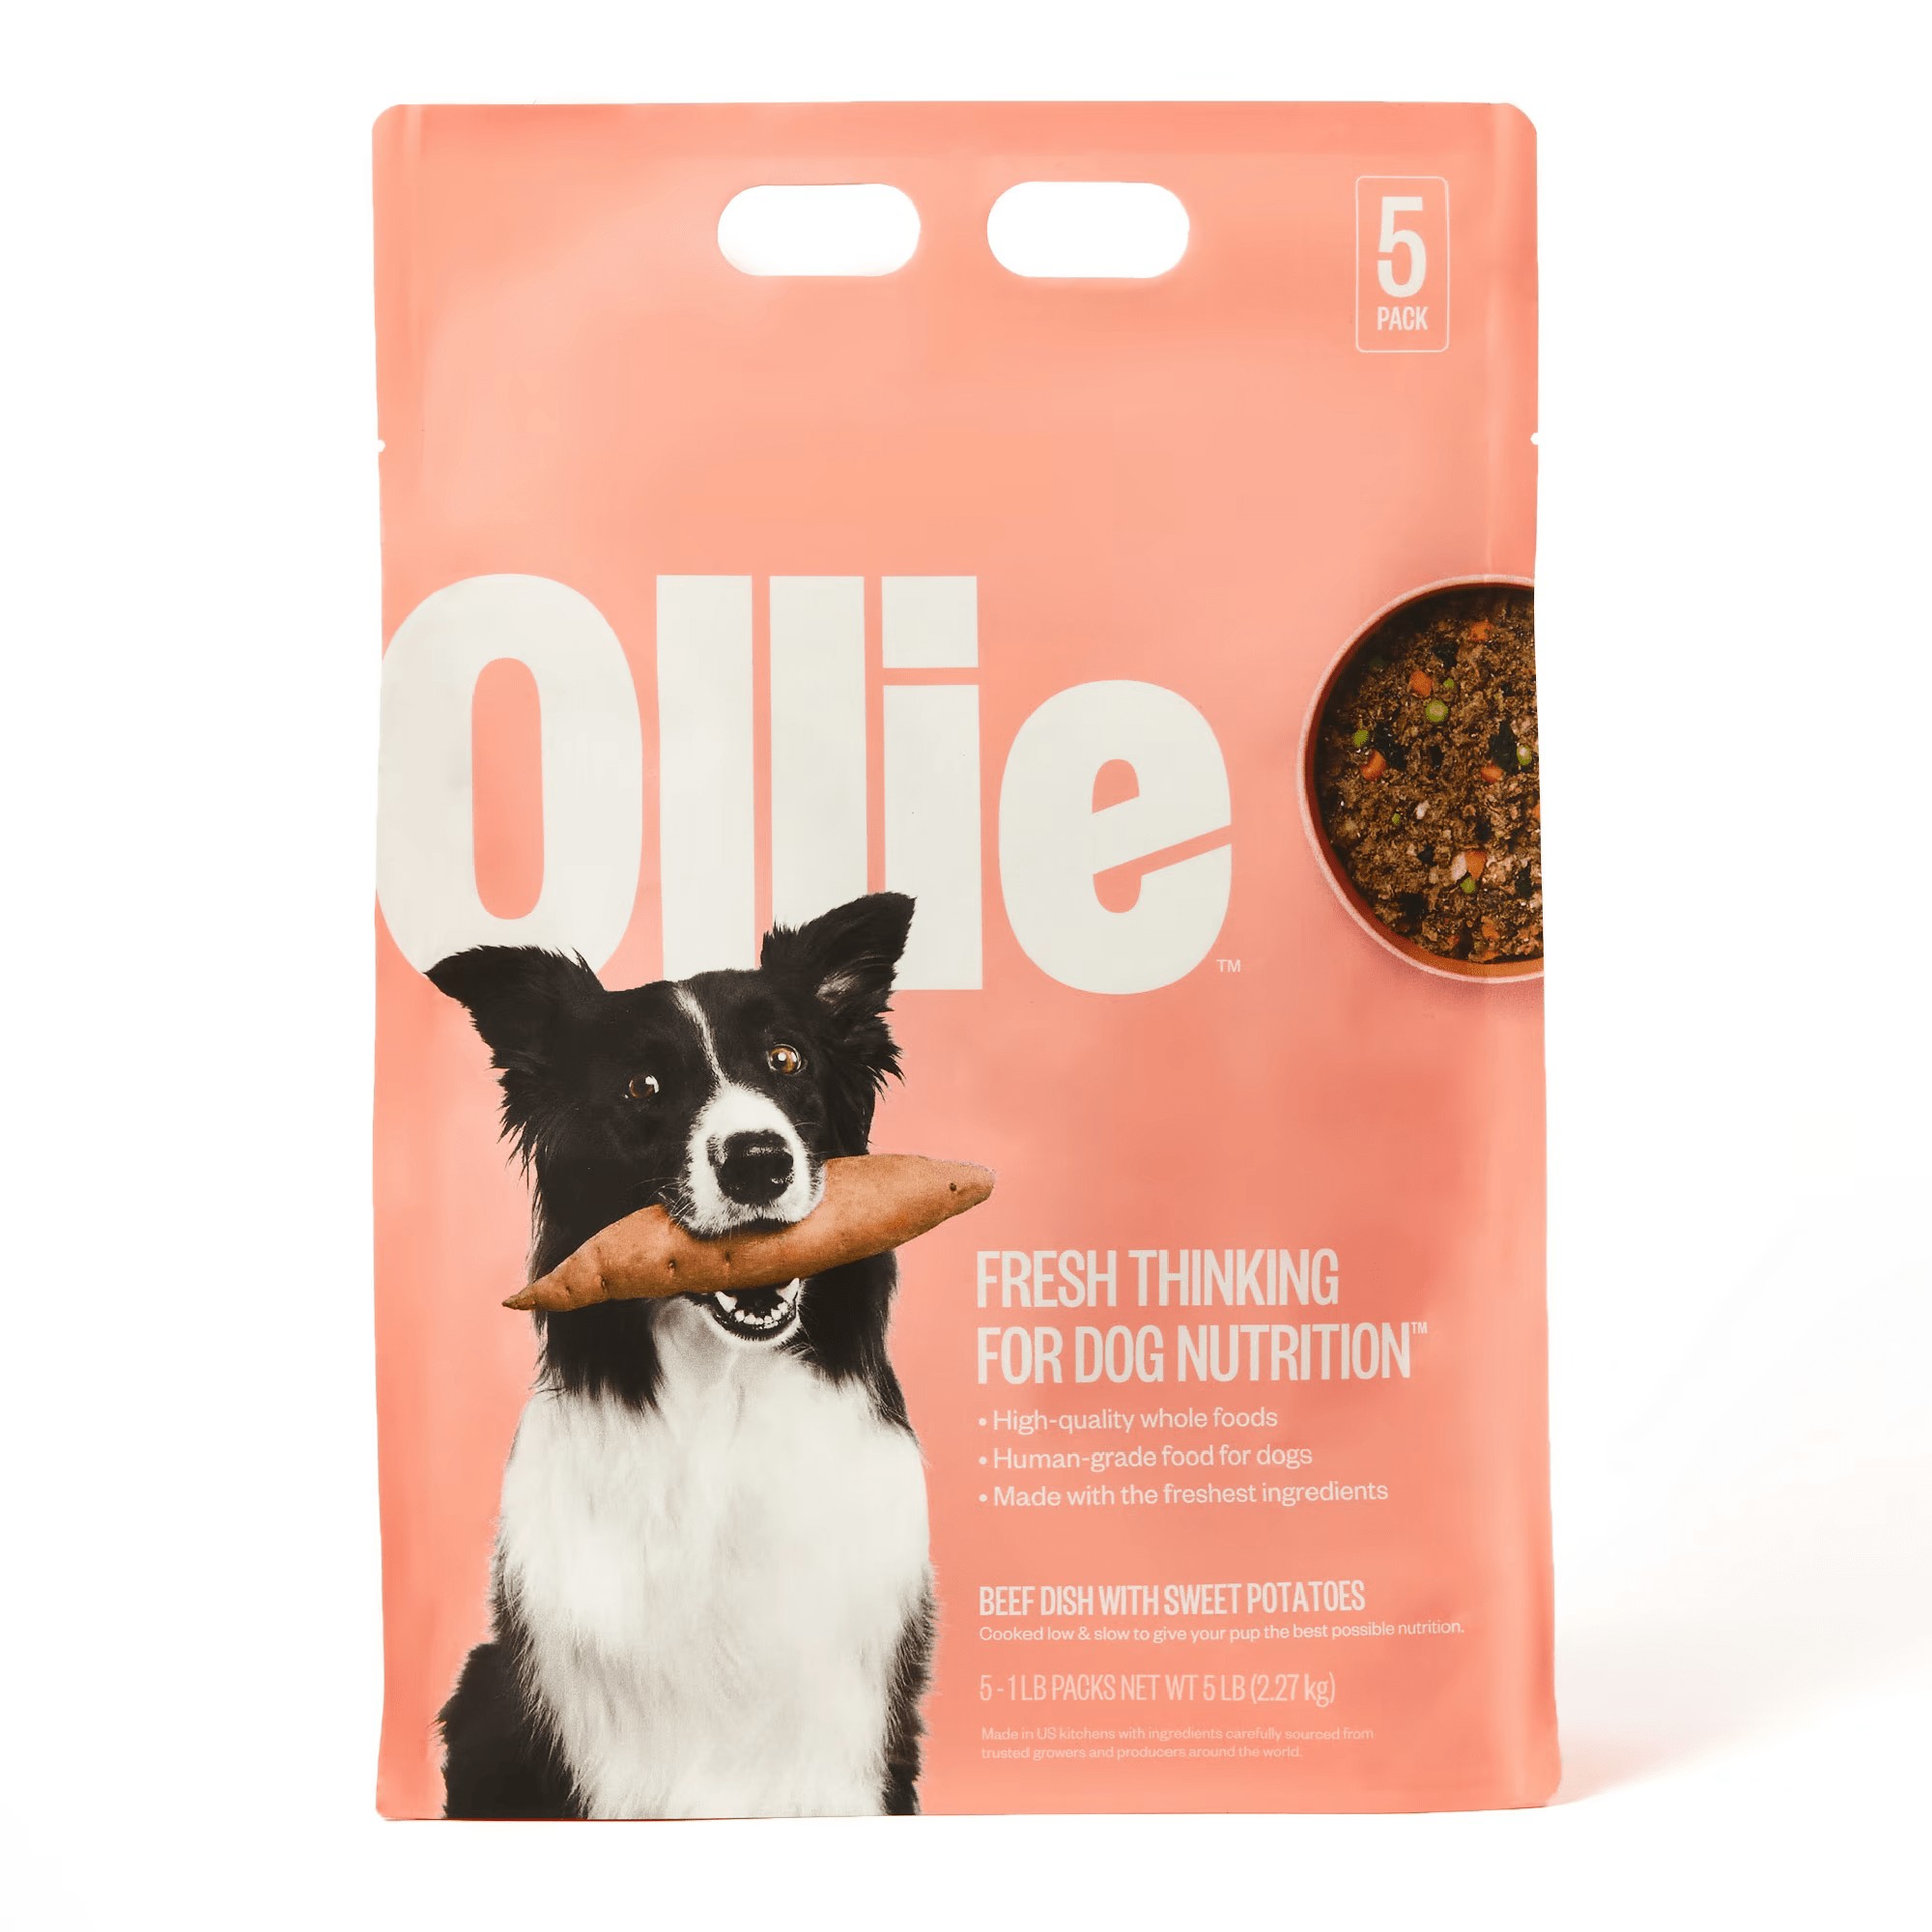 5
PACK
Ollie™
FRESH THINKING
FOR DOG NUTRITION™
• High-quality whole foods
• Human-grade food for dogs
• Made with the freshest ingredients
BEEF DISH WITH SWEET POTATOES
Cooked low & slow to give your pup the best possible nutrition.
5 - 1 LB PACKS NET WT 5 LB (2.27 kg)
Made in US kitchens with ingredients carefully sourced from
trusted growers and producers around the world.